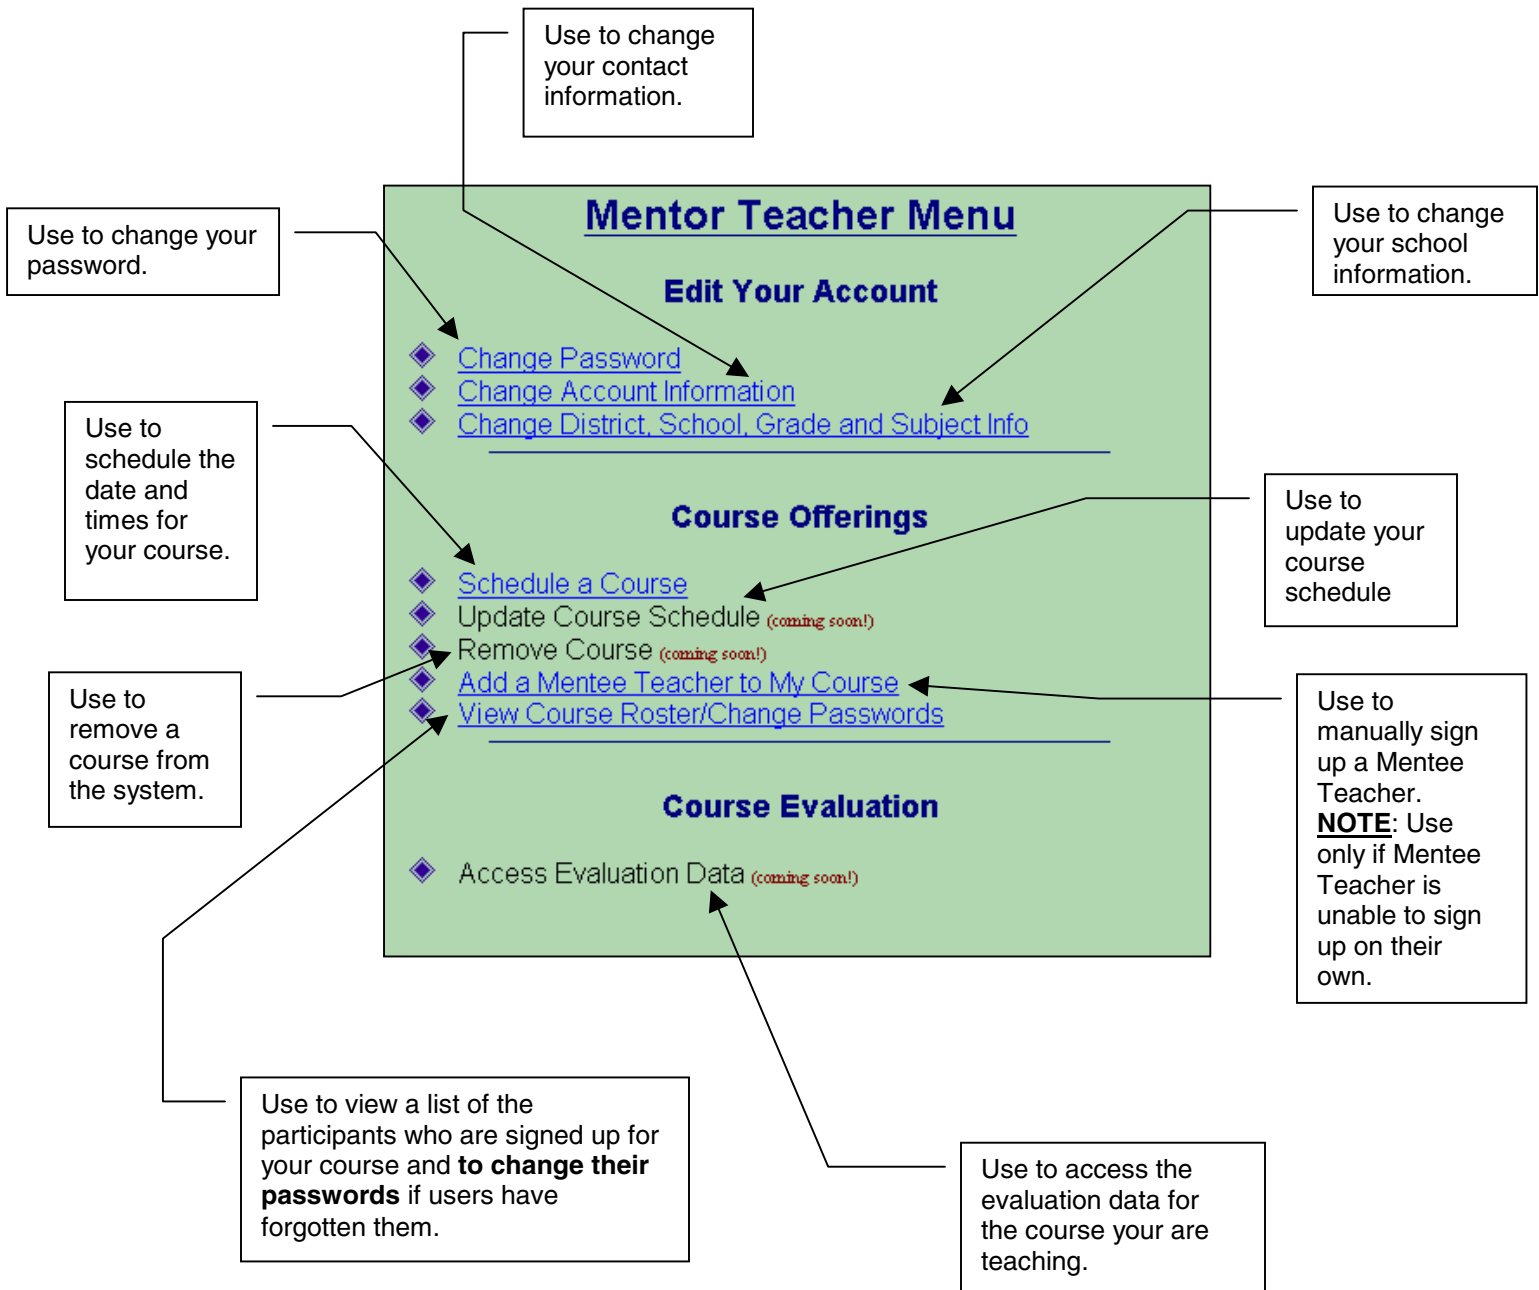 Use to change
your contact
information.
Use to change your
password.
Use to change
your school
information.
Mentor Teacher Menu
Edit Your Account
Change Password
Change Account Information
Change District, School, Grade and Subject Info
Use to
schedule the
date and
times for
your course.
Course Offerings
Use to
update your
course
schedule
Schedule a Course
Update Course Schedule (coming soon!)
Remove Course (coming soon!)
Add a Mentee Teacher to My Course
View Course Roster/Change Passwords
Use to
remove a
course from
the system.
Use to
manually sign
up a Mentee
Teacher.
NOTE: Use
only if Mentee
Teacher is
unable to sign
up on their
own.
Course Evaluation
Access Evaluation Data (coming soon!)
Use to view a list of the
participants who are signed up for
your course and to change their
passwords if users have
forgotten them.
Use to access the
evaluation data for
the course your are
teaching.